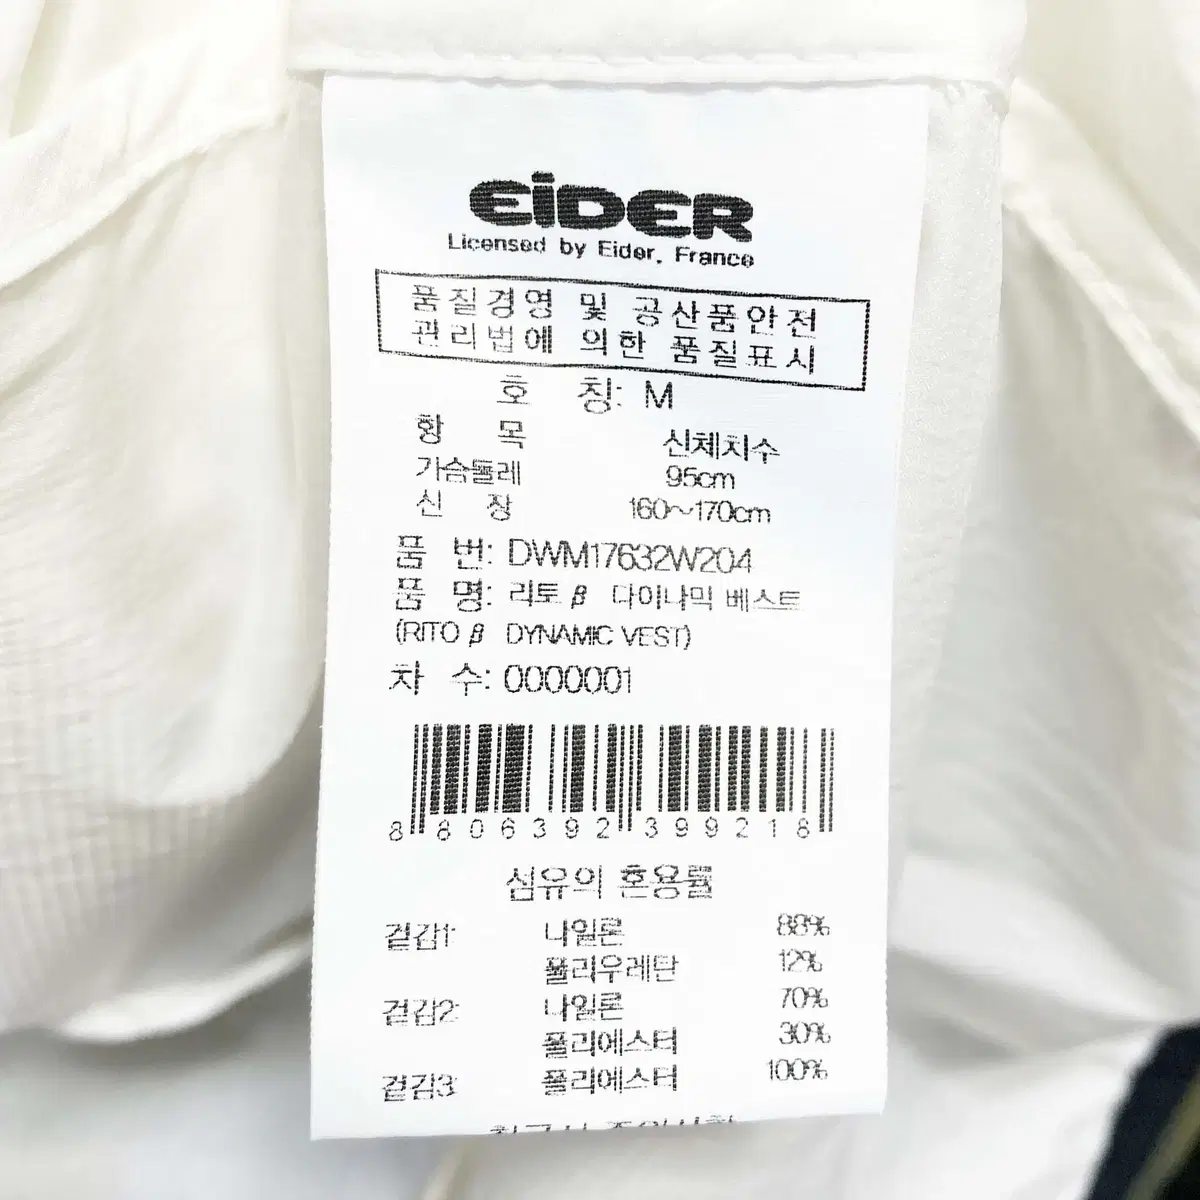 EiDER
Licensed by Eider, France
품질경영 및 공산품안전
관리법에 의한 품질표시
호 칭: M
항 목 신체치수
가슴둘레 95cm
신 장 160~170cm
품 번: DWM17632W204
품 명: 리토 β 다이나믹 베스트
(RITO β DYNAMIC VEST)
차 수: 0000001
8 806392 399218
섬유의 혼용률
겉감1: 나일론 88%
폴리우레탄 12%
겉감2: 나일론 70%
폴리에스터 30%
겉감3: 폴리에스터 100%